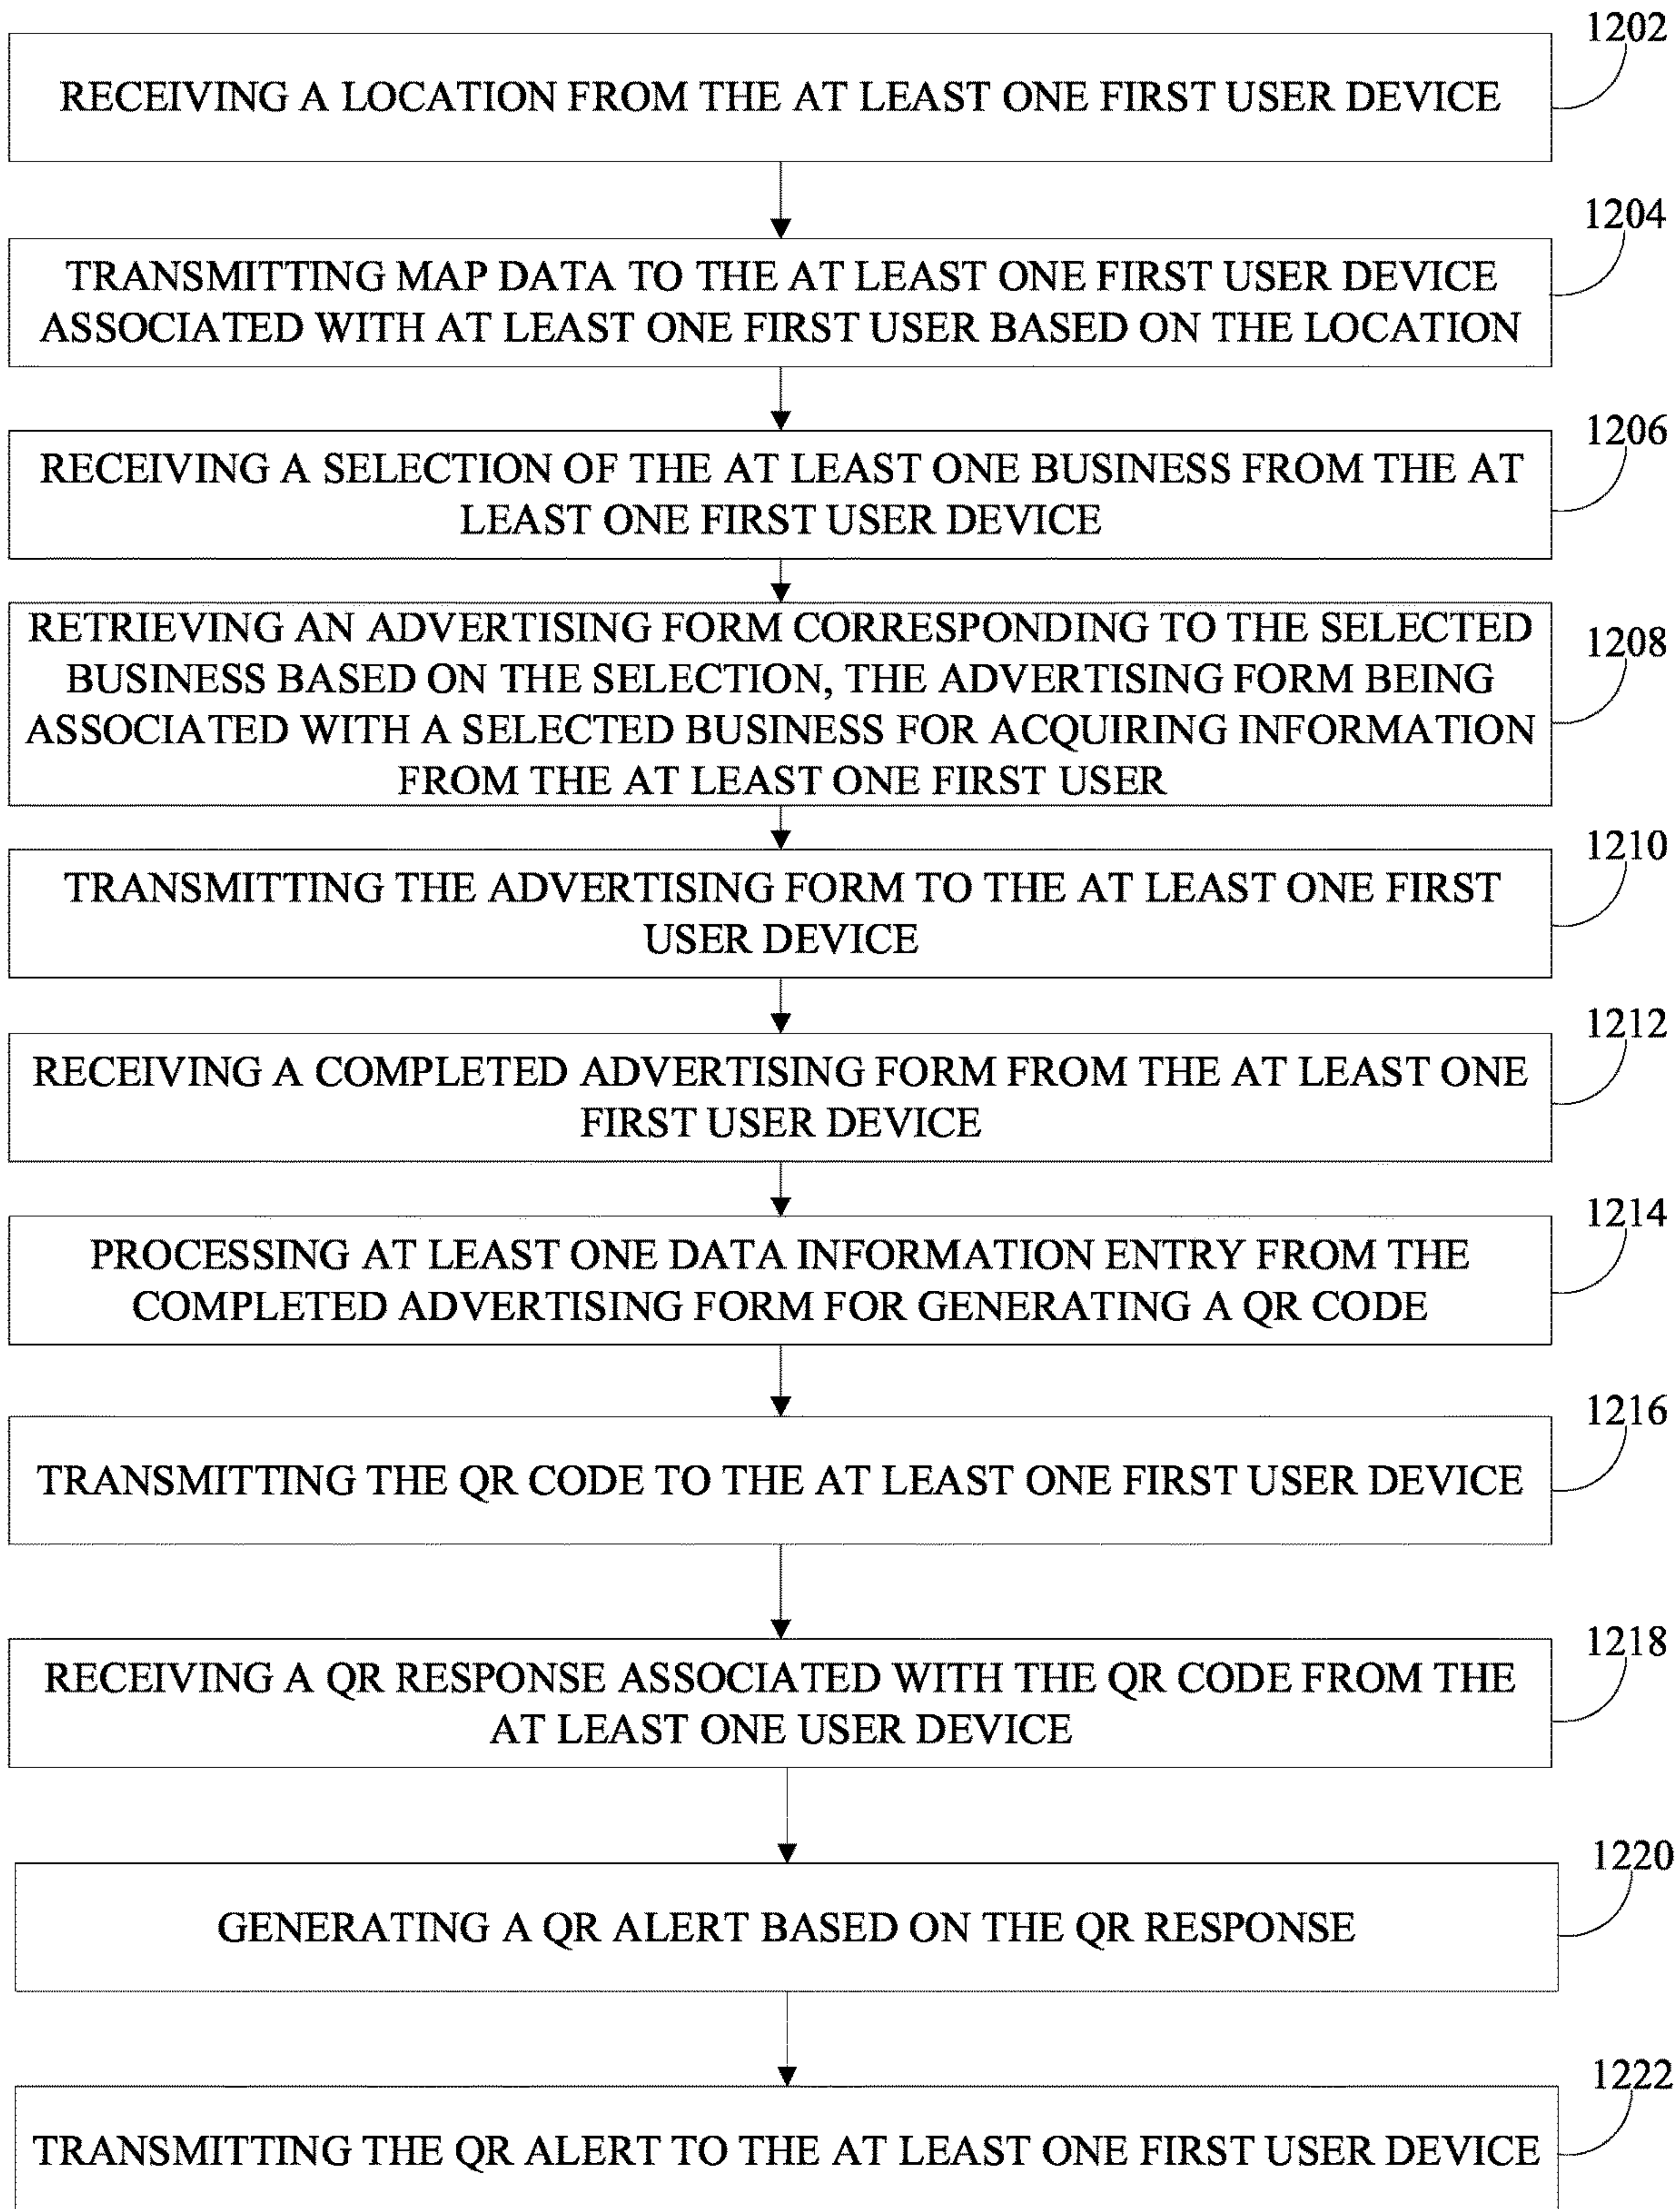 1202
RECEIVING A LOCATION FROM THE AT LEAST ONE FIRST USER DEVICE
1204
TRANSMITTING MAP DATA TO THE AT LEAST ONE FIRST USER DEVICE
ASSOCIATED WITH AT LEAST ONE FIRST USER BASED ON THE LOCATION
1206
RECEIVING A SELECTION OF THE AT LEAST ONE BUSINESS FROM THE AT
LEAST ONE FIRST USER DEVICE
1208
RETRIEVING AN ADVERTISING FORM CORRESPONDING TO THE SELECTED
BUSINESS BASED ON THE SELECTION, THE ADVERTISING FORM BEING
ASSOCIATED WITH A SELECTED BUSINESS FOR ACQUIRING INFORMATION
FROM THE AT LEAST ONE FIRST USER
1210
TRANSMITTING THE ADVERTISING FORM TO THE AT LEAST ONE FIRST
USER DEVICE
1212
RECEIVING A COMPLETED ADVERTISING FORM FROM THE AT LEAST ONE
FIRST USER DEVICE
1214
PROCESSING AT LEAST ONE DATA INFORMATION ENTRY FROM THE
COMPLETED ADVERTISING FORM FOR GENERATING A QR CODE
1216
TRANSMITTING THE QR CODE TO THE AT LEAST ONE FIRST USER DEVICE
1218
RECEIVING A QR RESPONSE ASSOCIATED WITH THE QR CODE FROM THE
AT LEAST ONE USER DEVICE
1220
GENERATING A QR ALERT BASED ON THE QR RESPONSE
1222
TRANSMITTING THE QR ALERT TO THE AT LEAST ONE FIRST USER DEVICE